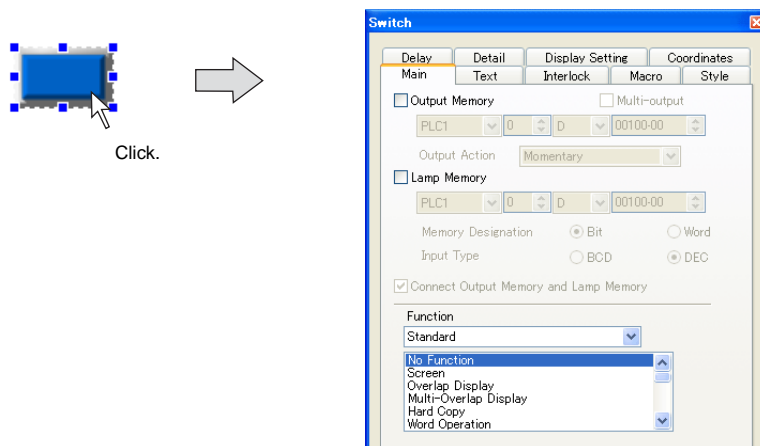 Click.
Switch
Delay Detail Display Setting Coordinates
Main Text Interlock Macro Style
Output Memory Multi-output
PLC1 0 D 00100-00
Output Action Momentary
Lamp Memory
PLC1 0 D 00100-00
Memory Designation Bit Word
Input Type BCD DEC
Connect Output Memory and Lamp Memory
Function
Standard
No Function
Screen
Overlap Display
Multi-Overlap Display
Hard Copy
Word Operation